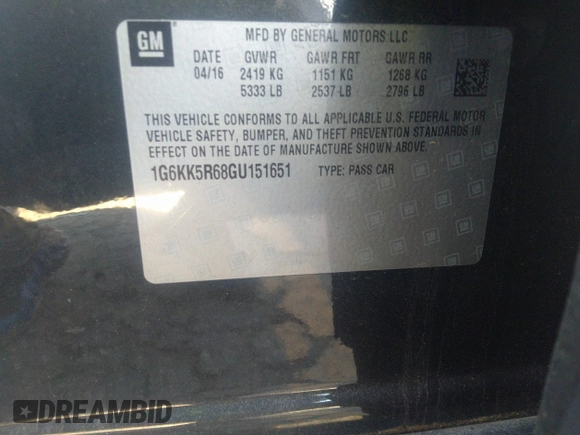 GM
MFD BY GENERAL MOTORS LLC
DATE GVWR GAWR FRT GAWR RR
04/16 2419 KG 1151 KG 1268 KG
5333 LB 2537 LB 2796 LB
THIS VEHICLE CONFORMS TO ALL APPLICABLE U.S. FEDERAL MOTOR
VEHICLE SAFETY, BUMPER, AND THEFT PREVENTION STANDARDS IN
EFFECT ON THE DATE OF MANUFACTURE SHOWN ABOVE.
1G6KK5R68GU151651 TYPE: PASS CAR
DREAMBID